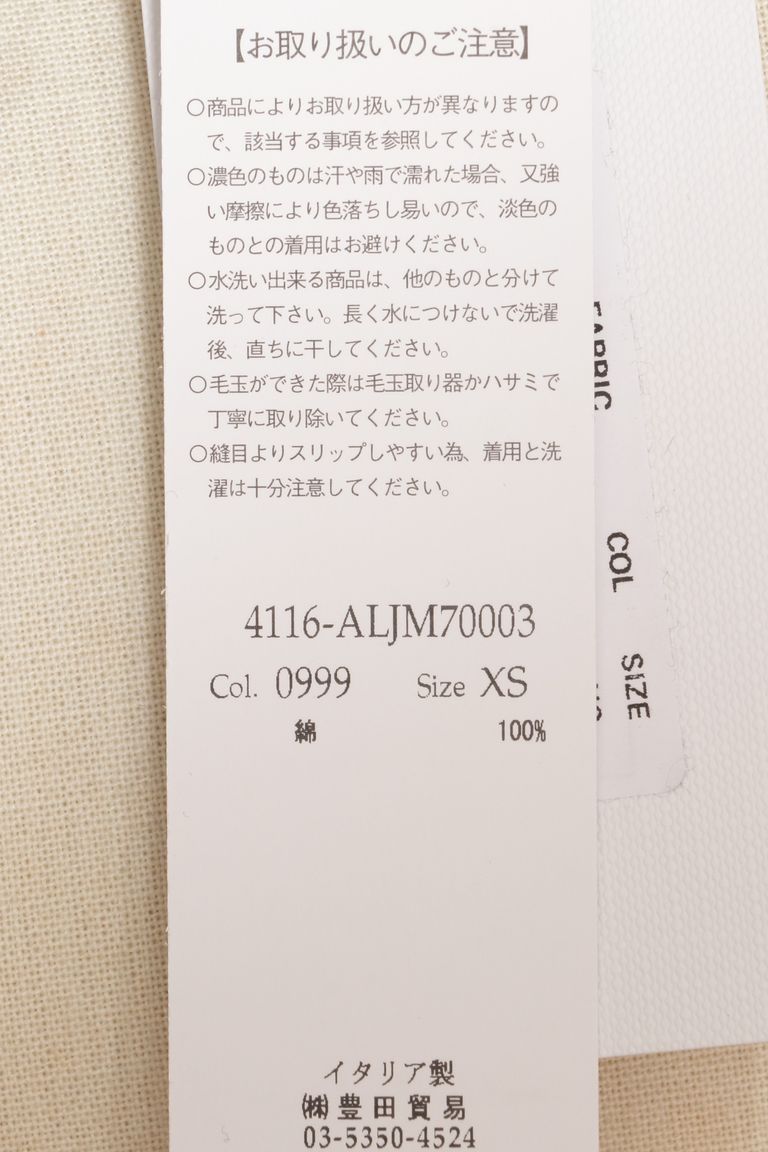 【お取り扱いのご注意】
○商品によりお取り扱い方が異なりますの
で、該当する事項を参照してください。
○濃色のものは汗や雨で濡れた場合、又強
い摩擦により色落ちし易いので、淡色の
ものとの着用はお避けください。
○水洗い出来る商品は、他のものと分けて
洗って下さい。長く水につけないで洗濯
後、直ちに干してください。
○毛玉ができた際は毛玉取り器かハサミで
丁寧に取り除いてください。
○縫目よりスリップしやすい為、着用と洗
濯は十分注意してください。
4116-ALJM70003
Col. 0999 Size XS
綿 100%
イタリア製
㈱豊田貿易
03-5350-4524
FABRIC
COL
SIZE